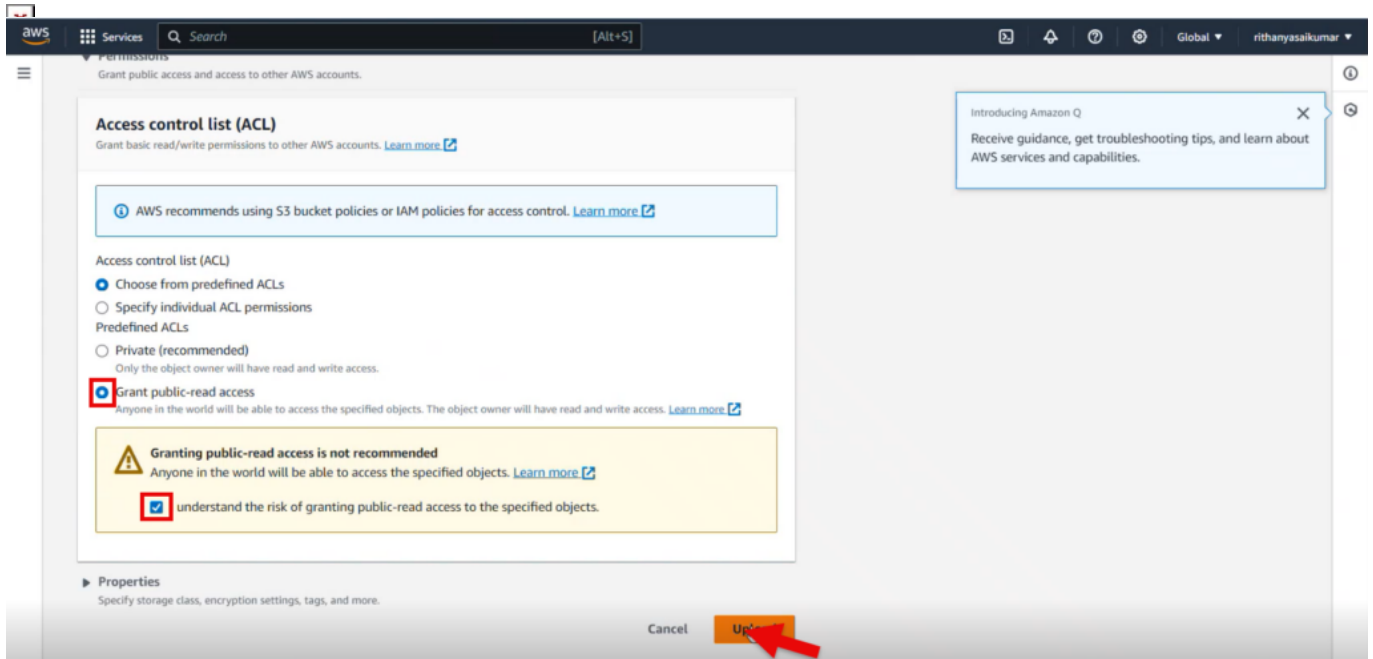 aws Services Search [Alt+S] Global rithanyasaikumar
Permissions
Grant public access and access to other AWS accounts.
Access control list (ACL)
Grant basic read/write permissions to other AWS accounts. Learn more
AWS recommends using S3 bucket policies or IAM policies for access control. Learn more
Access control list (ACL)
Choose from predefined ACLs
Specify individual ACL permissions
Predefined ACLs
Private (recommended)
Only the object owner will have read and write access.
Grant public-read access
Anyone in the world will be able to access the specified objects. The object owner will have read and write access. Learn more
Granting public-read access is not recommended
Anyone in the world will be able to access the specified objects. Learn more
understand the risk of granting public-read access to the specified objects.
Properties
Specify storage class, encryption settings, tags, and more.
Cancel
Introducing Amazon Q
Receive guidance, get troubleshooting tips, and learn about
AWS services and capabilities.